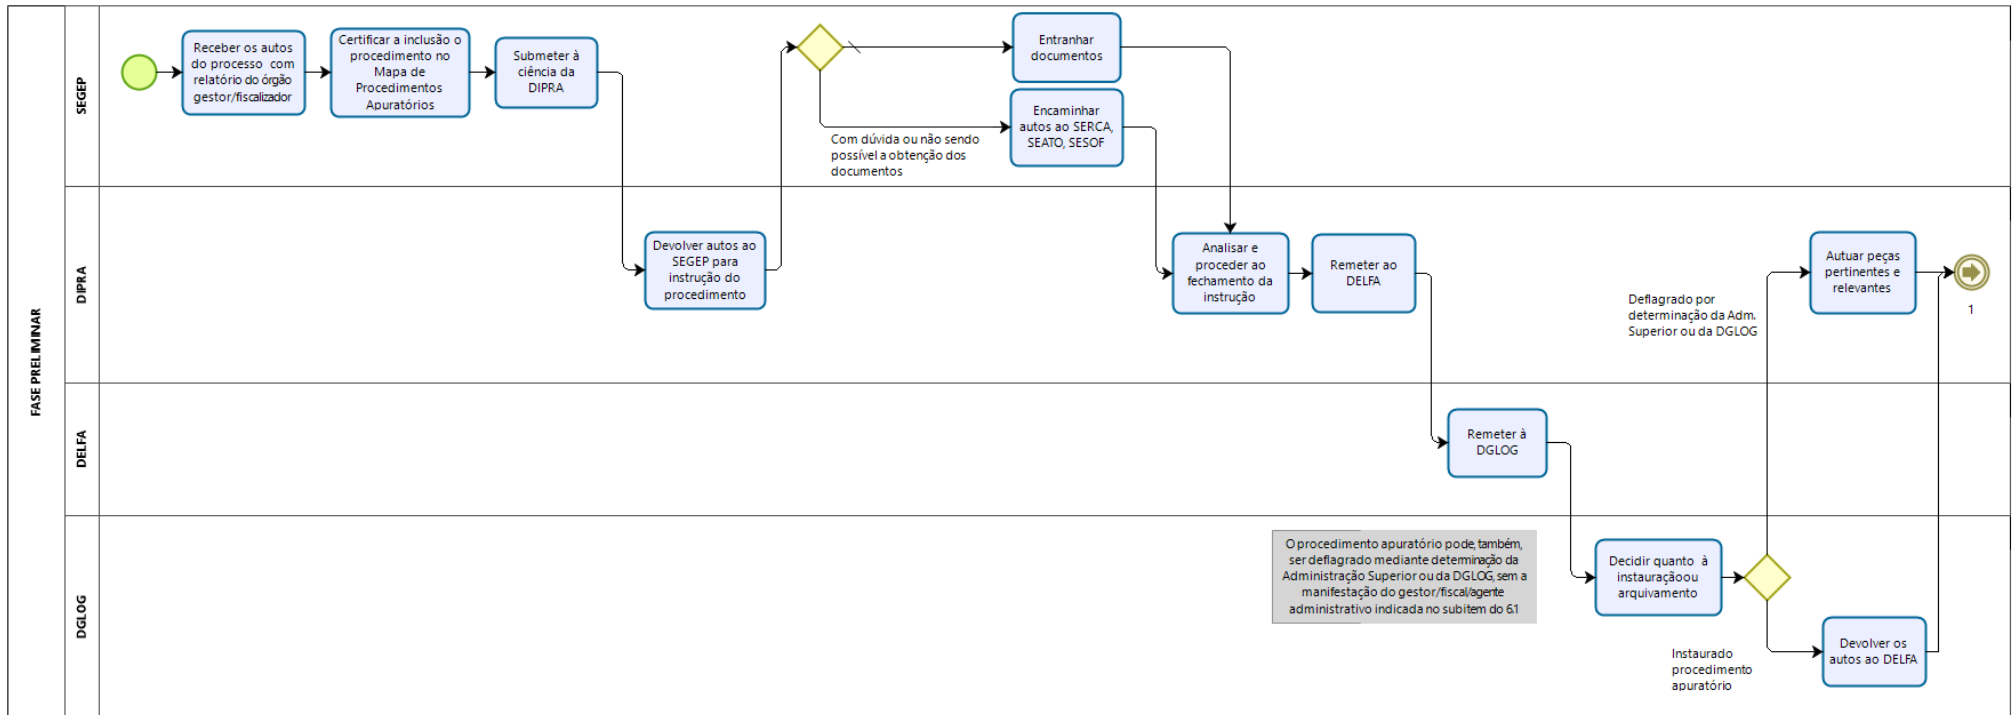 FASE PRELIMINAR
SEGEP
Receber os autos
do processo com
relatório do órgão
gestor/fiscalizador
Certificar a inclusão o
procedimento no
Mapa de
Procedimentos
Apuratórios
Submeter à
ciência da
DIPRA
Com dúvida ou não sendo
possível a obtenção dos
documentos
Entranhar
documentos
Encaminhar
autos ao SERCA,
SEATO, SESOF
DIPRA
Devolver autos ao
SEGEP para
instrução do
procedimento
Analisar e
proceder ao
fechamento da
instrução
Remeter ao
DELFA
Deflagrado por
determinação da Adm.
Superior ou da DGLOG
Autuar peças
pertinentes e
relevantes
1
DELFA
Remeter à
DGLOG
DGLOG
O procedimento apuratório pode, também,
ser deflagrado mediante determinação da
Administração Superior ou da DGLOG, sem a
manifestação do gestor/fiscal/agente
administrativo indicada no subitem do 6.1
Decidir quanto à
instauraçãoou
arquivamento
Instaurado
procedimento
apuratório
Devolver os
autos ao DELFA